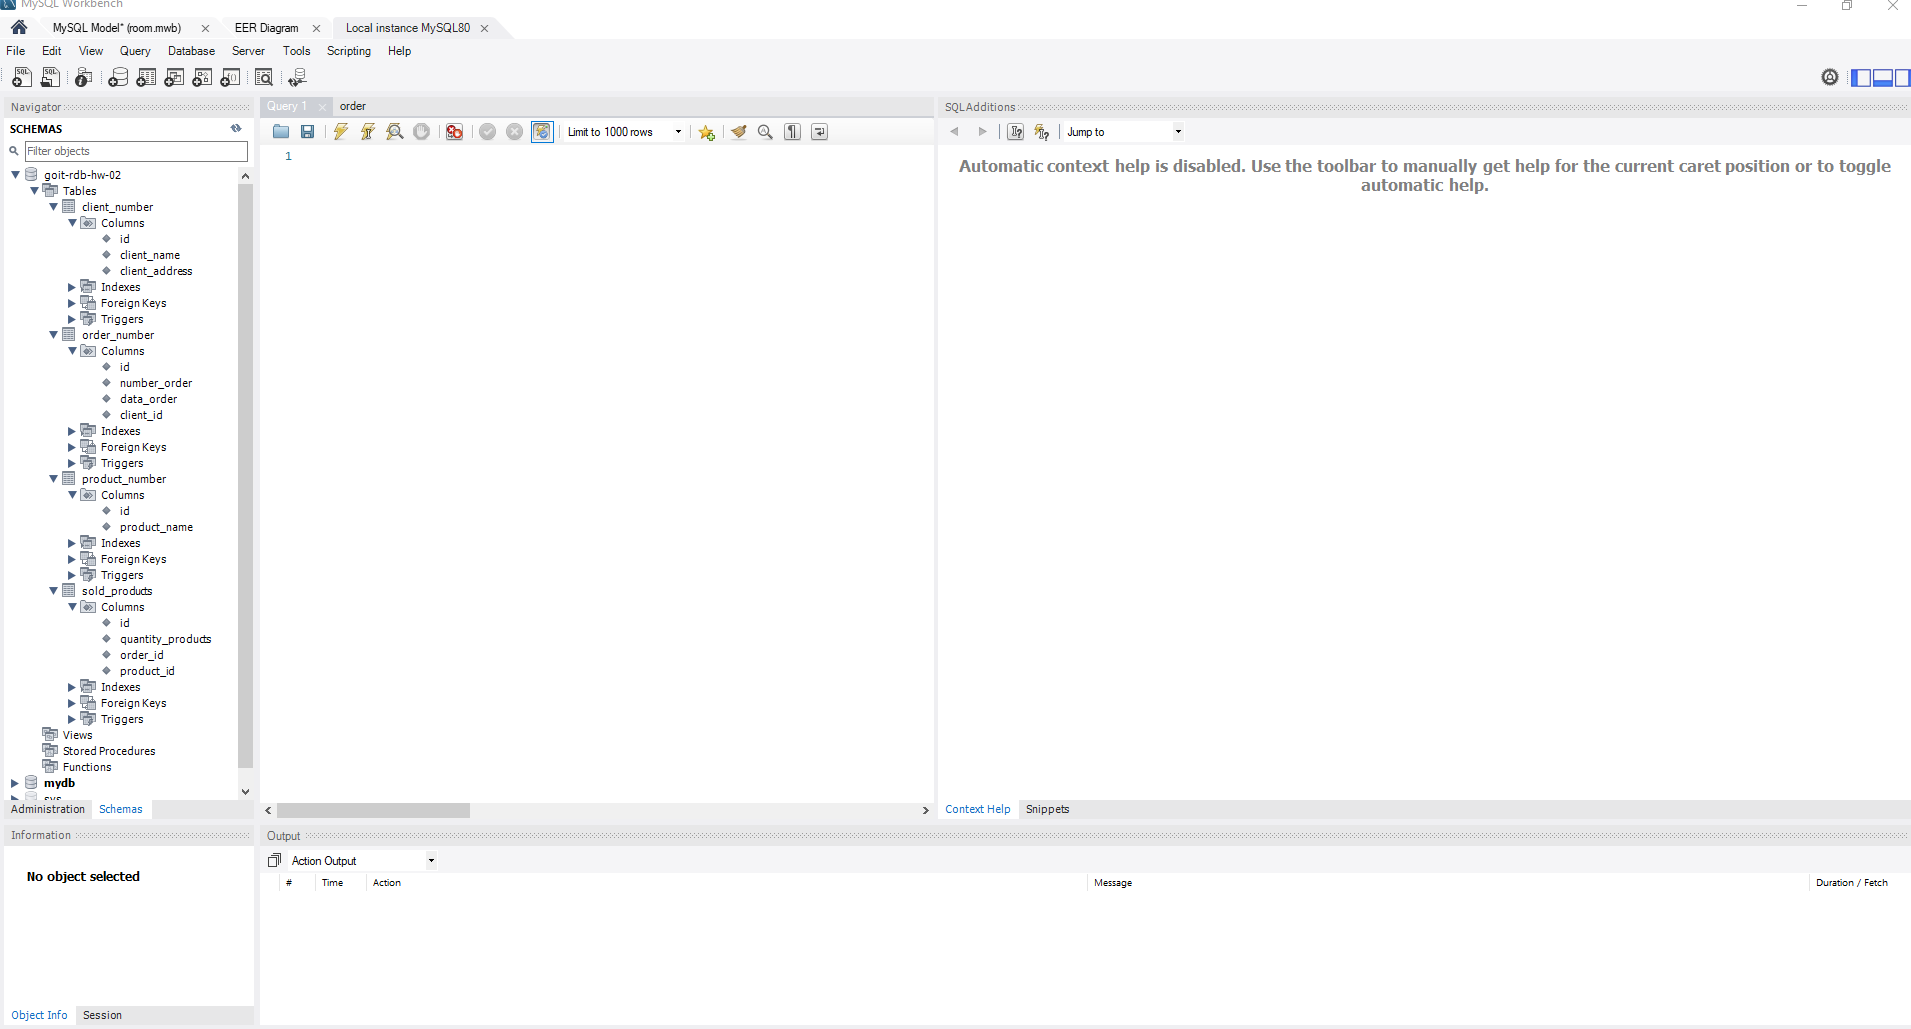 MySQL Workbench
MySQL Model* (room.mwb)
EER Diagram
Local instance MySQL80
File Edit View Query Database Server Tools Scripting Help
Navigator
SCHEMAS
Filter objects
goit-rdb-hw-02
Tables
client_number
Columns
id
client_name
client_address
Indexes
Foreign Keys
Triggers
order_number
Columns
id
number_order
data_order
client_id
Indexes
Foreign Keys
Triggers
product_number
Columns
id
product_name
Indexes
Foreign Keys
Triggers
sold_products
Columns
id
quantity_products
order_id
product_id
Indexes
Foreign Keys
Triggers
Views
Stored Procedures
Functions
mydb
sys
Administration Schemas
Information
No object selected
Object Info Session
Query 1 order
Limit to 1000 rows
1
SQLAdditions
Jump to
Automatic context help is disabled. Use the toolbar to manually get help for the current caret position or to toggle
automatic help.
Context Help Snippets
Output
Action Output
# Time Action Message Duration / Fetch